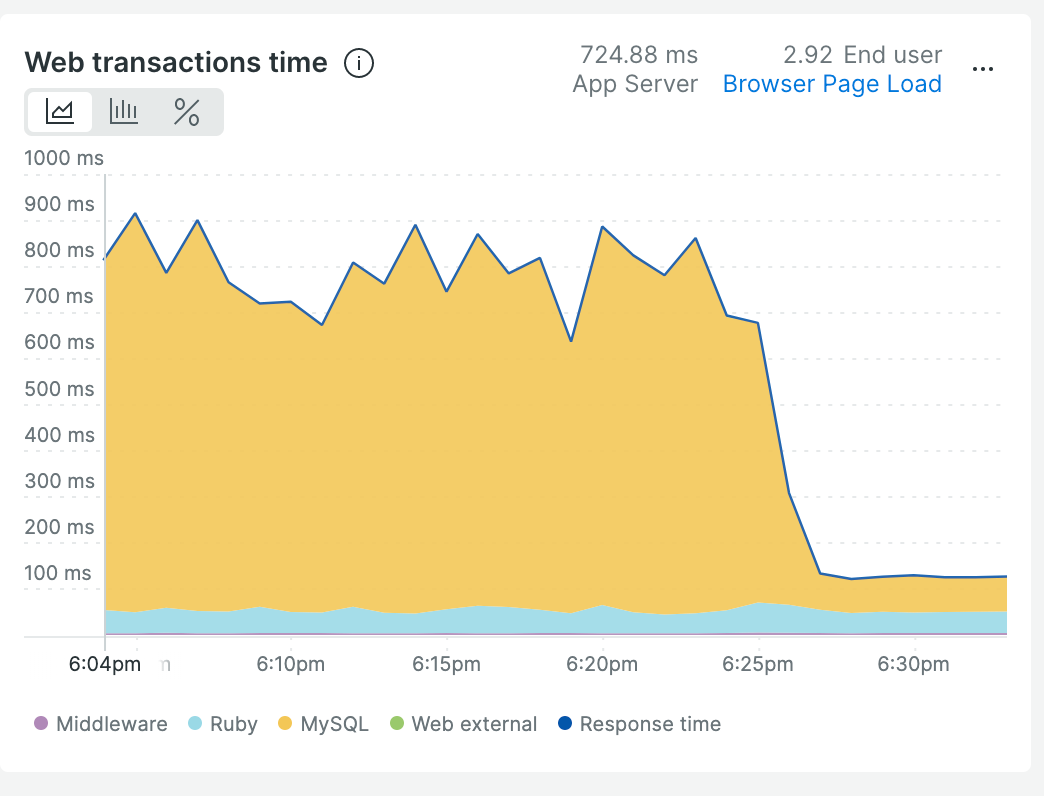 Web transactions time i
724.88 ms
App Server
2.92 End user
Browser Page Load
...
%
1000 ms
900 ms
800 ms
700 ms
600 ms
500 ms
400 ms
300 ms
200 ms
100 ms
6:04pm 6:10pm 6:15pm 6:20pm 6:25pm 6:30pm
Middleware Ruby MySQL Web external Response time